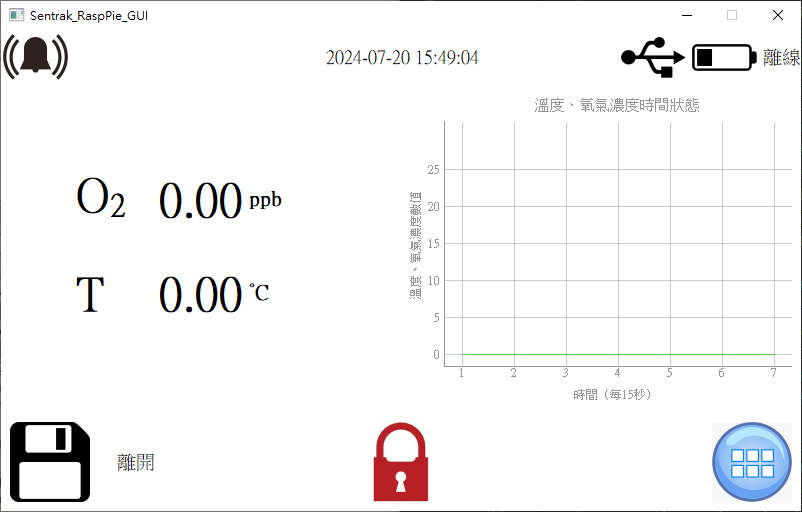 Sentrak_RaspPie_GUI
2024-07-20 15:49:04
離線
溫度、氧氣濃度時間狀態
O2 0.00 ppb
T 0.00 °C
溫度、氧氣濃度數值
25
20
15
10
5
0
1 2 3 4 5 6 7
時間（每15秒）
離開